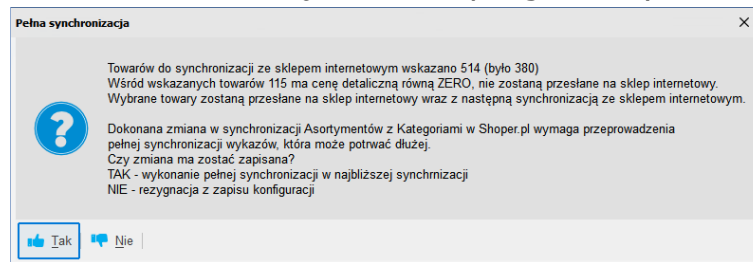 Pełna synchronizacja
Towarów do synchronizacji ze sklepem internetowym wskazano 514 (było 380)
Wśród wskazanych towarów 115 ma cenę detaliczną równą ZERO, nie zostaną przesłane na sklep internetowy.
Wybrane towary zostaną przesłane na sklep internetowy wraz z następną synchronizacją ze sklepem internetowym.
Dokonana zmiana w synchronizacji Asortymentów z Kategoriami w Shoper.pl wymaga przeprowadzenia
pełnej synchronizacji wykazów, która może potrwać dłużej.
Czy zmiana ma zostać zapisana?
TAK - wykonanie pełnej synchronizacji w najbliższej synchrnizacji
NIE - rezygnacja z zapisu konfiguracji
Tak Nie